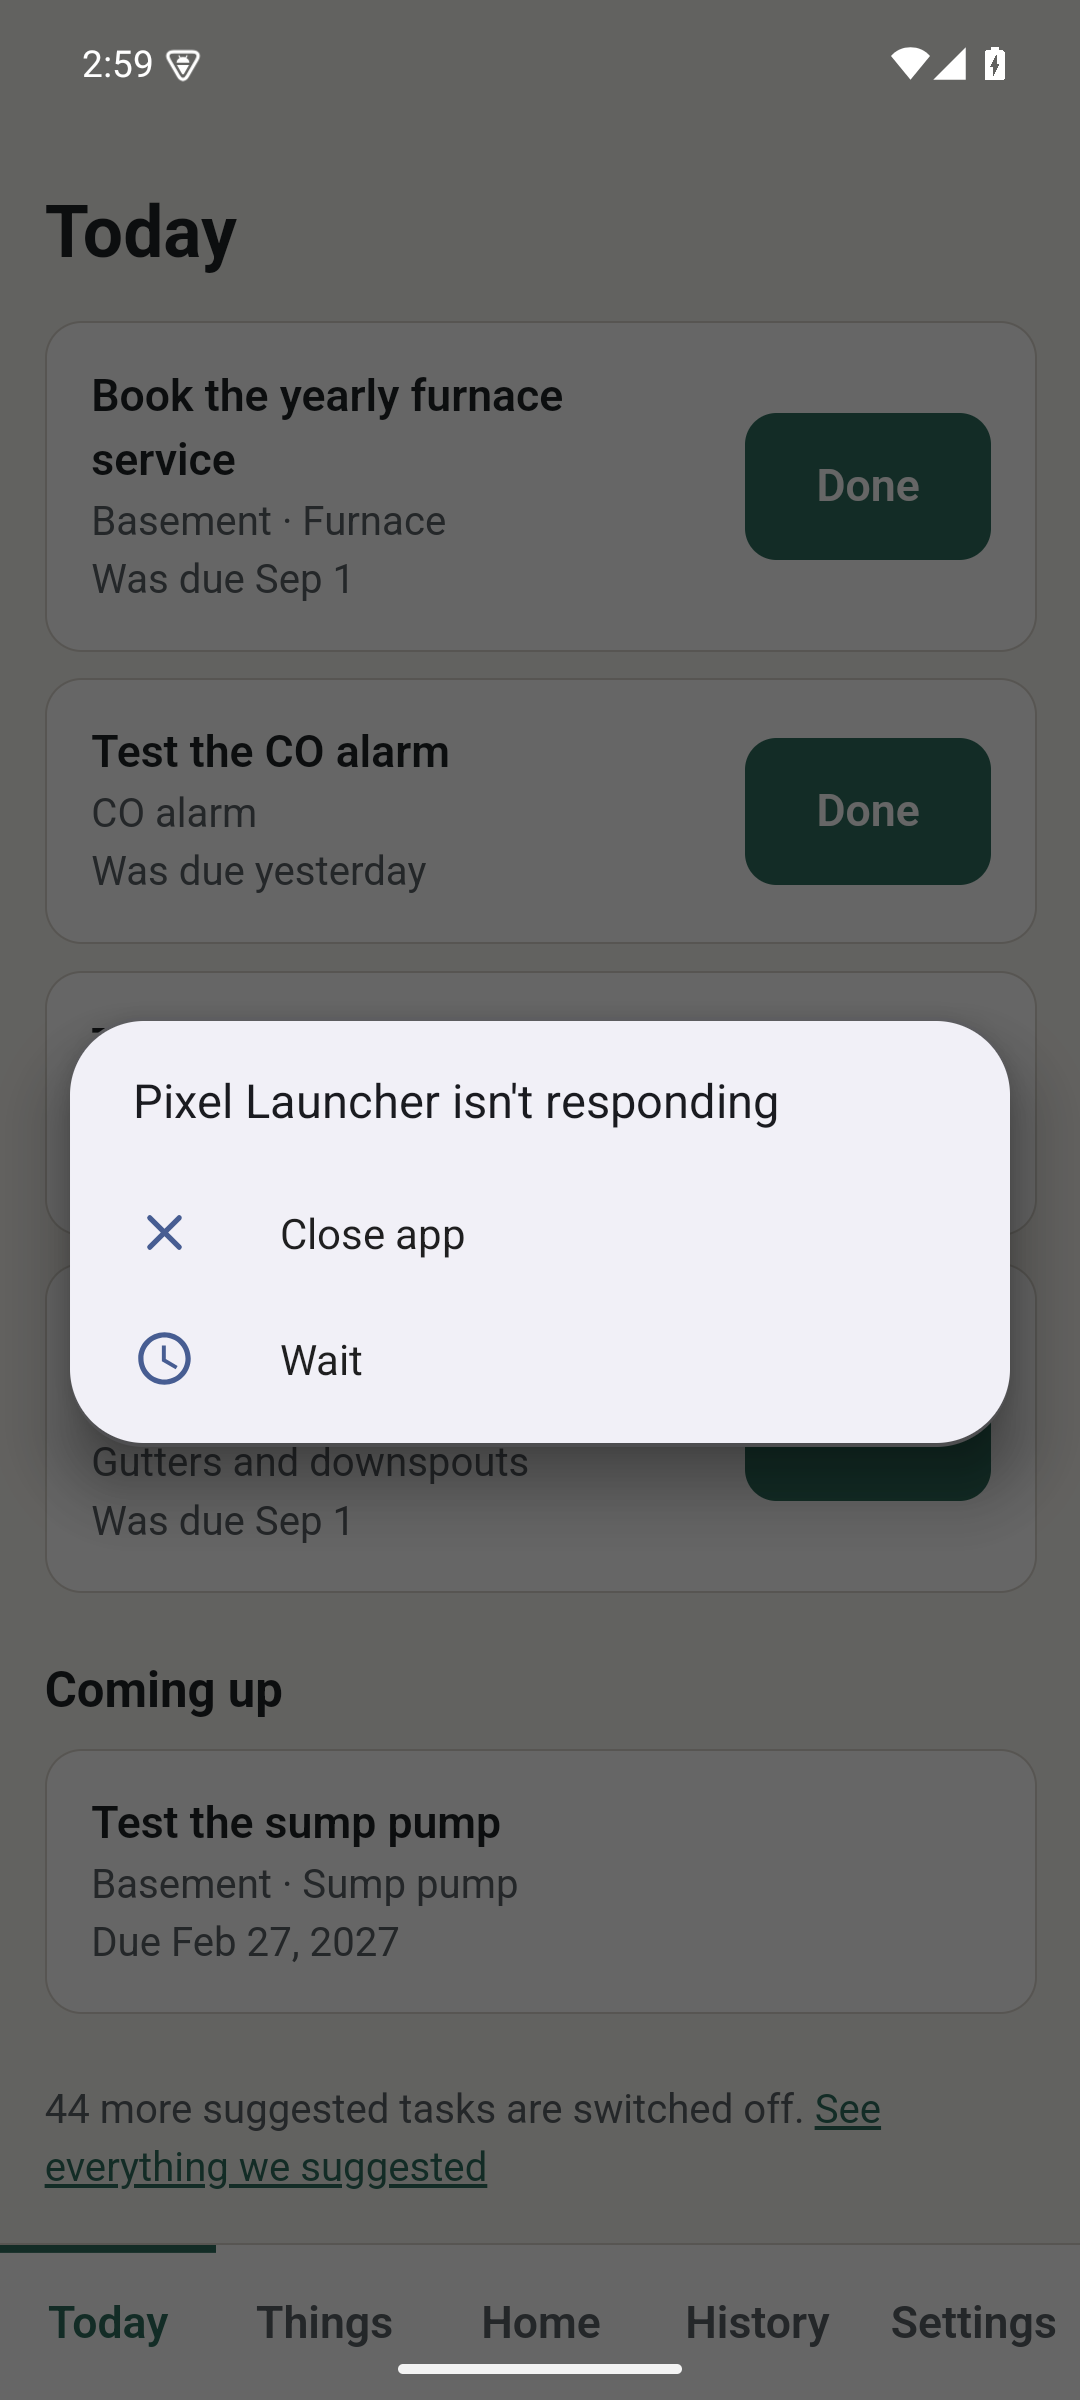 2:59
Today
Book the yearly furnace
service
Basement · Furnace
Was due Sep 1
Done
Test the CO alarm
CO alarm
Was due yesterday
Done
Pixel Launcher isn't responding
Close app
Wait
Gutters and downspouts
Was due Sep 1
Coming up
Test the sump pump
Basement · Sump pump
Due Feb 27, 2027
44 more suggested tasks are switched off. See
everything we suggested
Today
Things
Home
History
Settings